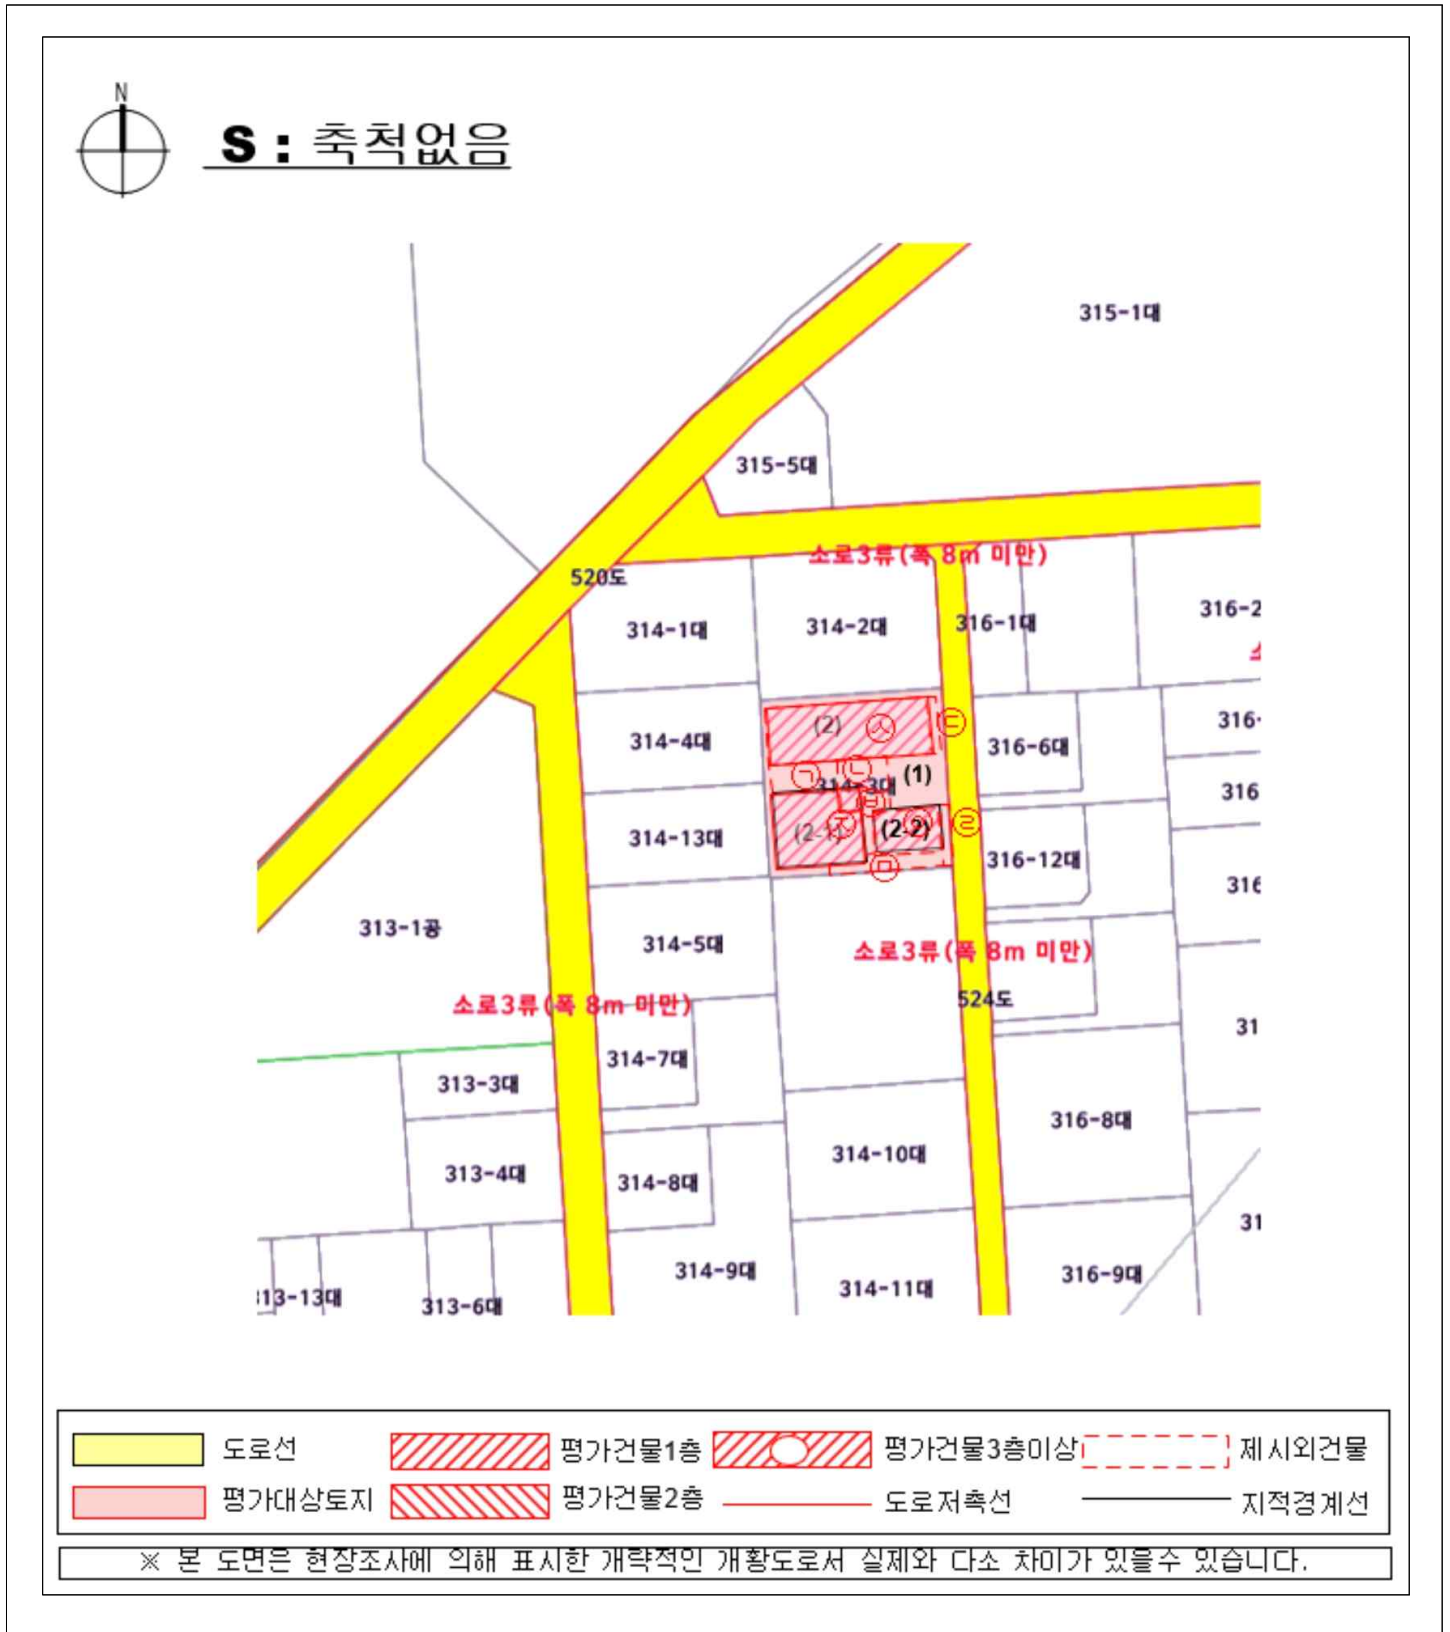 N
S : 축척없음
315-1대
315-5대
소로3류(폭 8m 미만)
520도
314-1대
314-2대
316-1대
316-2
소
314-4대
(2)
ㅅ
ㄷ
316-6대
316-
ㄱ
ㄴ
314-3대
(1)
316
ㅂ
314-13대
(2-1)
ㅈ
(2-2)
ㄹ
ㅁ
316-12대
316
313-1공
314-5대
소로3류(폭 8m 미만)
소로3류(폭 8m 미만)
524도
31
314-7대
313-3대
316-8대
314-10대
313-4대
314-8대
31
314-9대
316-9대
314-11대
313-13대
313-6대
도로선
평가건물1층
평가건물3층이상
제시외건물
평가대상토지
평가건물2층
도로저촉선
지적경계선
※ 본 도면은 현장조사에 의해 표시한 개략적인 개황도로서 실제와 다소 차이가 있을수 있습니다.